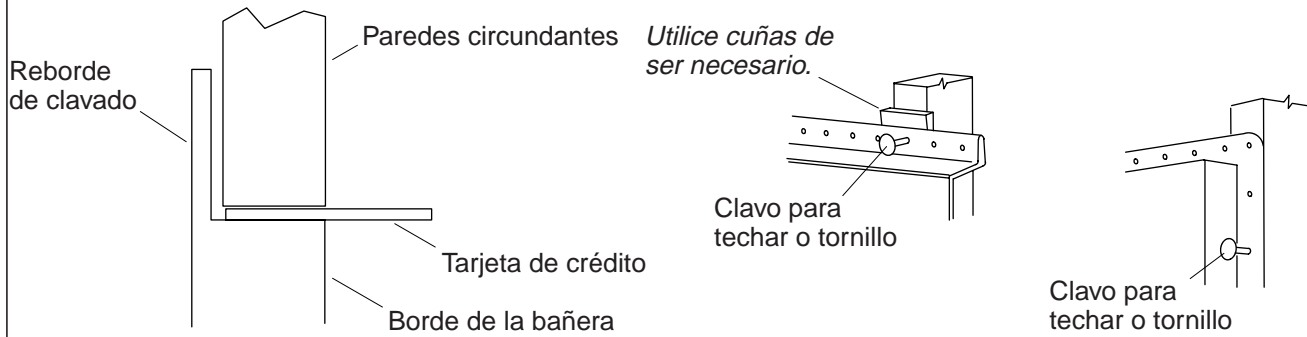 Paredes circundantes
Utilice cuñas de
ser necesario.
Reborde
de clavado
Clavo para
techar o tornillo
Tarjeta de crédito
Clavo para
techar o tornillo
Borde de la bañera